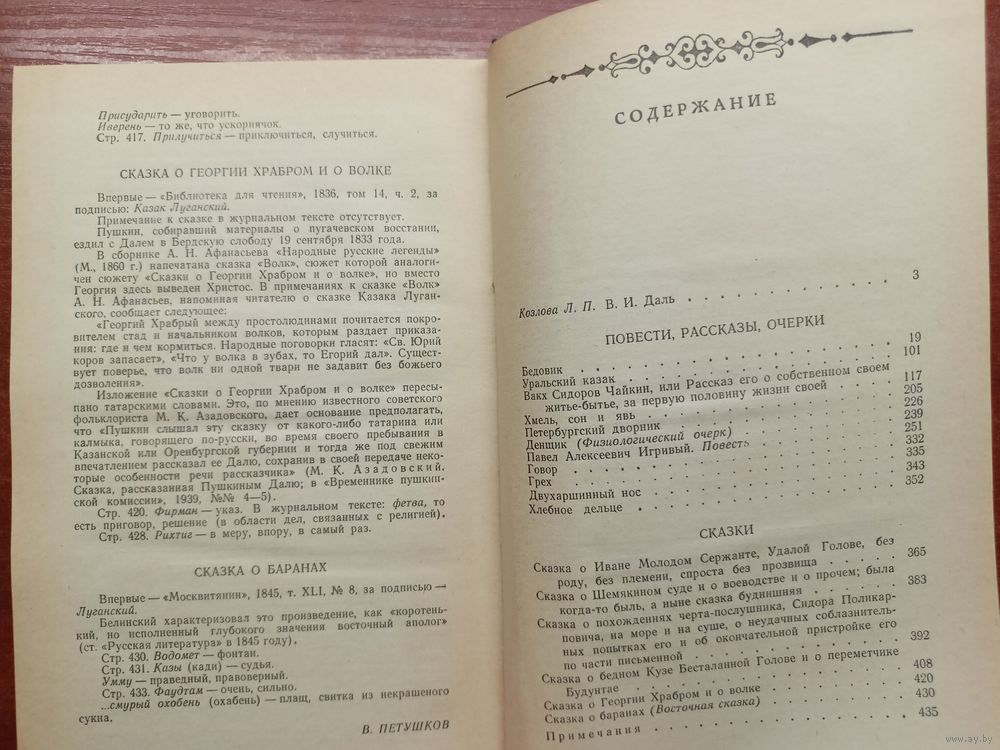 Присударить — уговорить.
Иверень — то же, что ускорнячок.
Стр. 417. Прилучиться — приключиться, случиться.
СКАЗКА О ГЕОРГИИ ХРАБРОМ И О ВОЛКЕ
Впервые — «Библиотека для чтения», 1836, том 14, ч. 2, за
подписью: Казак Луганский.
Примечание к сказке в журнальном тексте отсутствует.
Пушкин, собиравший материалы о пугачевском восстании,
ездил с Далем в Бердскую слободу 19 сентября 1833 года.
В сборнике А. Н. Афанасьева «Народные русские легенды»
(М., 1860 г.) напечатана сказка «Волк», сюжет которой аналоги-
чен сюжету «Сказки о Георгии Храбром и о волке», но вместо
Георгия здесь выведен Христос. В примечаниях к сказке «Волк»
А. Н. Афанасьев, напоминая читателю о сказке Казака Луган-
ского, сообщает следующее:
«Георгий Храбрый между простолюдинами почитается покро-
вителем стад и начальником волков, которым раздает приказа-
ния: где и чем кормиться. Народные поговорки гласят: «Св. Юрий
коров запасает», «Что у волка в зубах, то Егорий дал». Сущест-
вует поверье, что волк ни одной твари не задавит без божьего
дозволения».
Изложение «Сказки о Георгии Храбром и о волке» пересы-
пано татарскими словами. Это, по мнению известного советского
фольклориста М. К. Азадовского, дает основание предполагать,
что «Пушкин слышал эту сказку от какого-либо татарина или
калмыка, говорящего по-русски, во время своего пребывания в
Казанской или Оренбургской губернии и тогда же под свежим
впечатлением рассказал ее Далю, сохранив в своей передаче неко-
торые особенности речи рассказчика» (М. К. Азадовский.
Сказка, рассказанная Пушкиным Далю; в «Временнике пушкин-
ской комиссии», 1939, №№ 4—5).
Стр. 420. Фирман — указ. В журнальном тексте: фетва, то
есть приговор, решение (в области дел, связанных с религией).
Стр. 428. Рихтиг — в меру, впору, в самый раз.
СКАЗКА О БАРАНАХ
Впервые — «Москвитянин», 1845, т. XLI, № 8, за подписью —
Луганский.
Белинский характеризовал это произведение, как «коротень-
кий, но исполненный глубокого значения восточный аполог»
(ст. «Русская литература» в 1845 году).
Стр. 430. Водомет — фонтан.
Стр. 431. Казы (кади) — судья.
Умму — праведный, правоверный.
Стр. 433. Фаудтам — очень, сильно.
...смурый охобень (охабень) — плащ, свитка из некрашеного
сукна.
В. ПЕТУШКОВ
СОДЕРЖАНИЕ
Козлова Л. П. В. И. Даль 3
ПОВЕСТИ, РАССКАЗЫ, ОЧЕРКИ
Бедовик 19
Уральский казак 101
Вакх Сидоров Чайкин, или Рассказ его о собственном своем
житье-бытье, за первую половину жизни своей 117
Хмель, сон и явь 205
Петербургский дворник 226
Денщик (Физиологический очерк) 239
Павел Алексеевич Игривый. Повесть 251
Говор 332
Грех 335
Двухаршинный нос 343
Хлебное дельце 352
СКАЗКИ
Сказка о Иване Молодом Сержанте, Удалой Голове, без
роду, без племени, спроста без прозвища 365
Сказка о Шемякином суде и о воеводстве и о прочем; была
когда-то быль, а ныне сказка буднишняя 383
Сказка о похождениях черта-послушника, Сидора Поликар-
повича, на море и на суше, о неудачных соблазнитель-
ных попытках его и об окончательной пристройке его
по части письменной 392
Сказка о бедном Кузе Бесталанной Голове и о переметчике
Будунтае 408
Сказка о Георгии Храбром и о волке 420
Сказка о баранах (Восточная сказка) 430
Примечания 435
www.ay.by